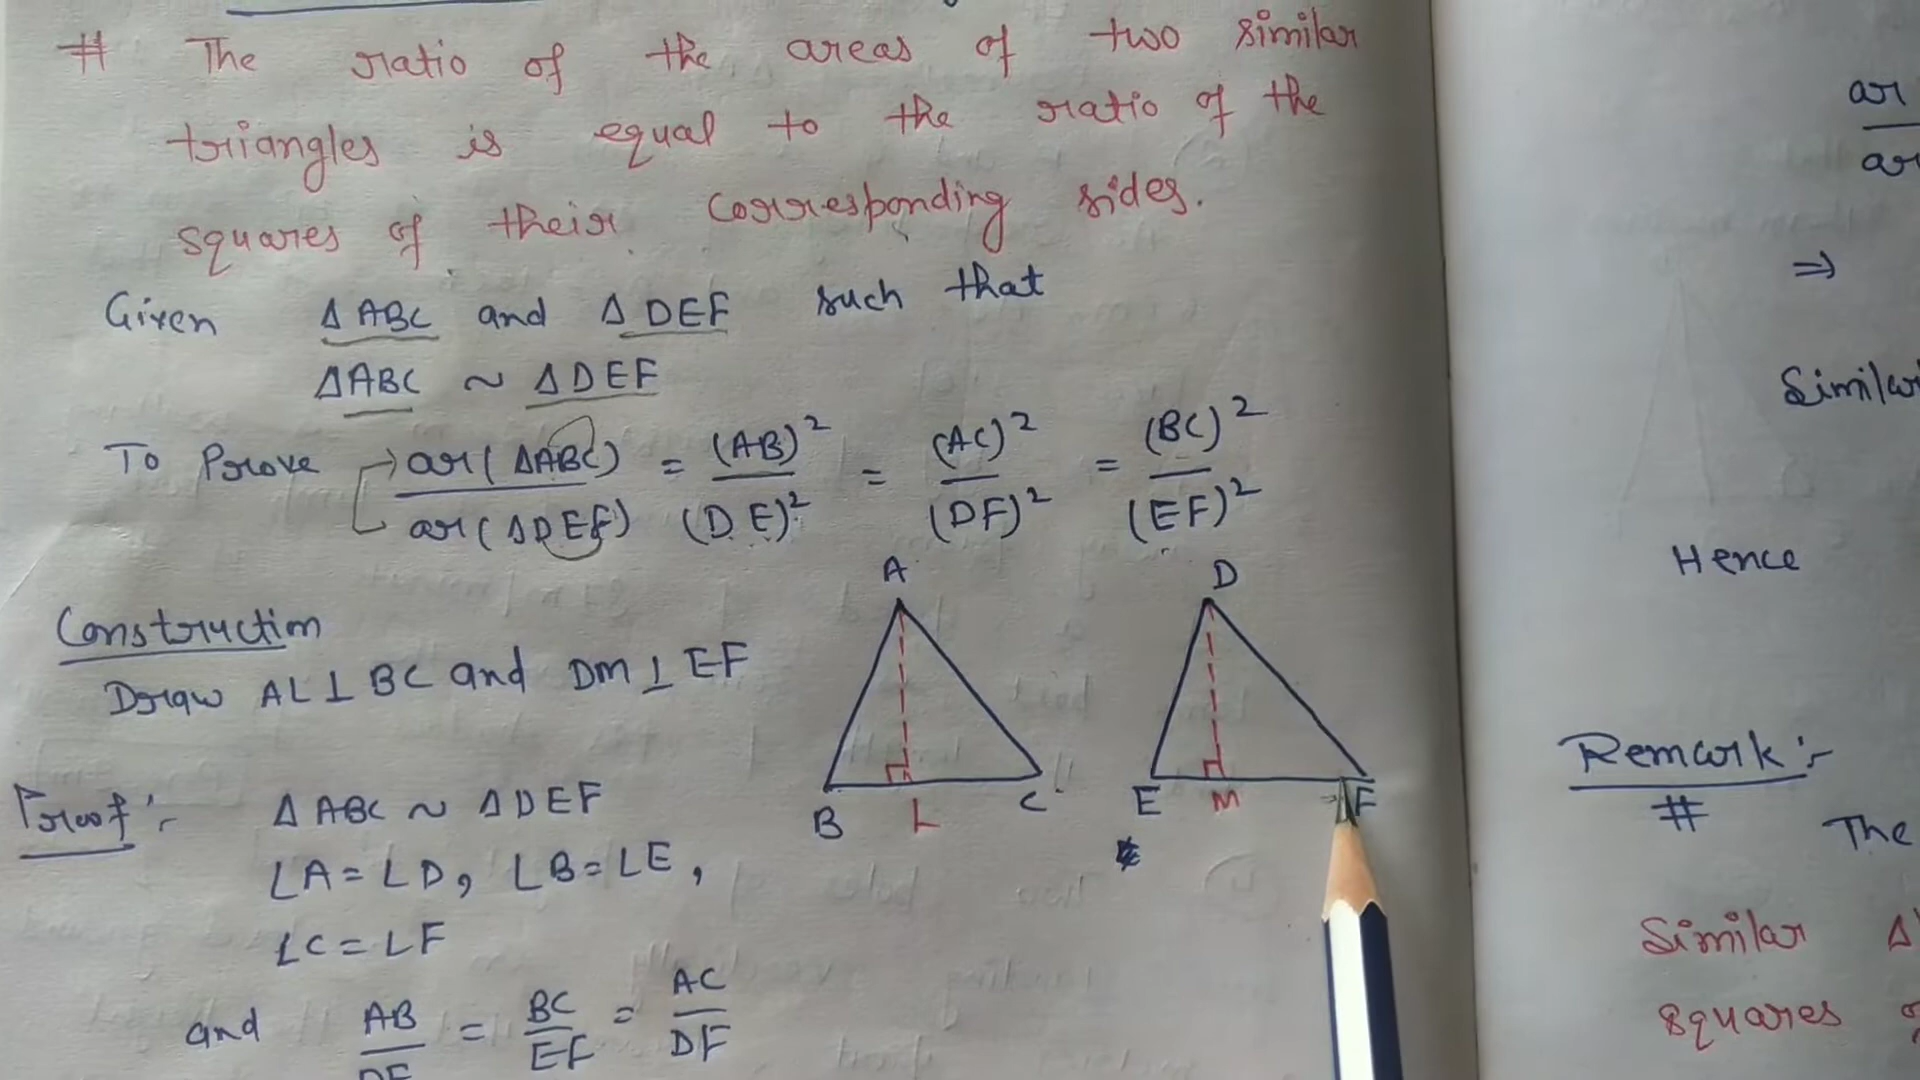 # The ratio of the areas of two similar
triangles is equal to the ratio of the
squares of their corresponding sides.
Given ΔABC and ΔDEF such that
ΔABC ~ ΔDEF
To Prove ar(ΔABC)/ar(ΔDEF) = (AB)²/(DE)² = (AC)²/(DF)² = (BC)²/(EF)²
Construction
Draw AL⊥BC and DM⊥EF
A
B L C
D
E M F
Proof:- ΔABC ~ ΔDEF
∠A=∠D, ∠B=∠E,
∠C=∠F
and AB/DE = BC/EF = AC/DF
ar
ar
⇒
Similar
Hence
Remark:-
# The
Similar Δ
squares